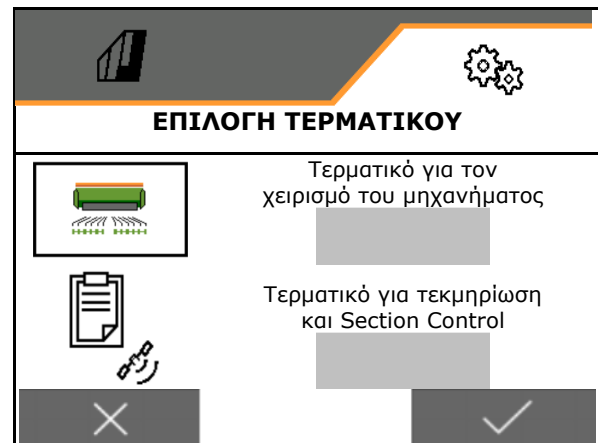 ΕΠΙΛΟΓΗ ΤΕΡΜΑΤΙΚΟΥ
Τερματικό για τον
χειρισμό του μηχανήματος
Τερματικό για τεκμηρίωση
και Section Control